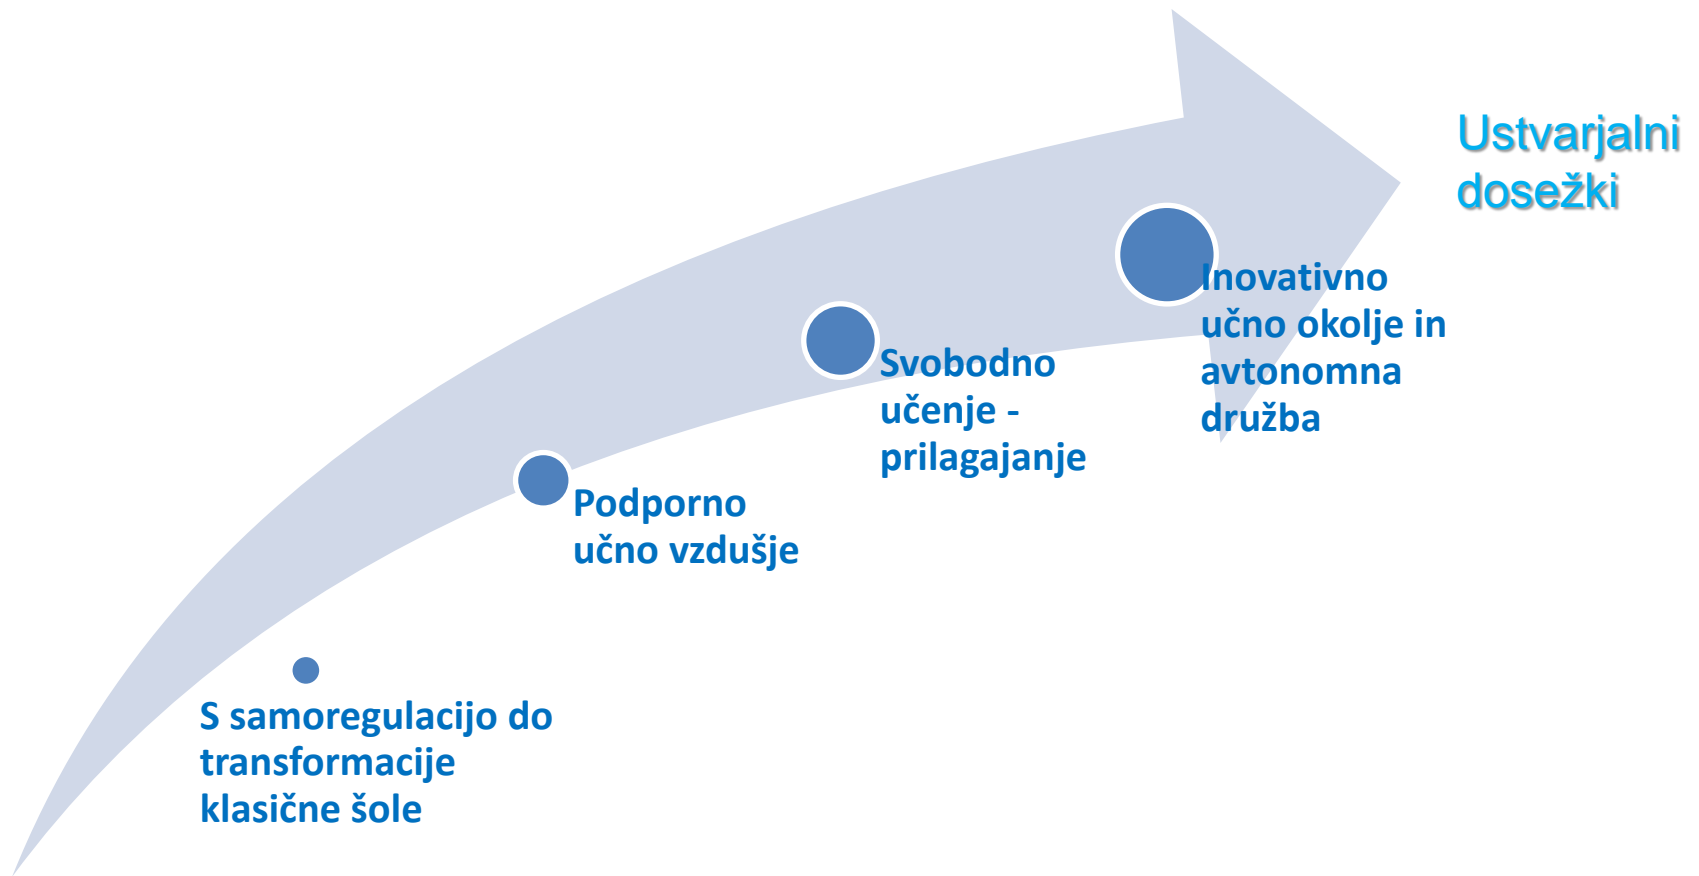 Ustvarjalni
dosežki
Inovativno
učno okolje in
avtonomna
družba
Svobodno
učenje -
prilagajanje
Podporno
učno vzdušje
S samoregulacijo do
transformacije
klasične šole